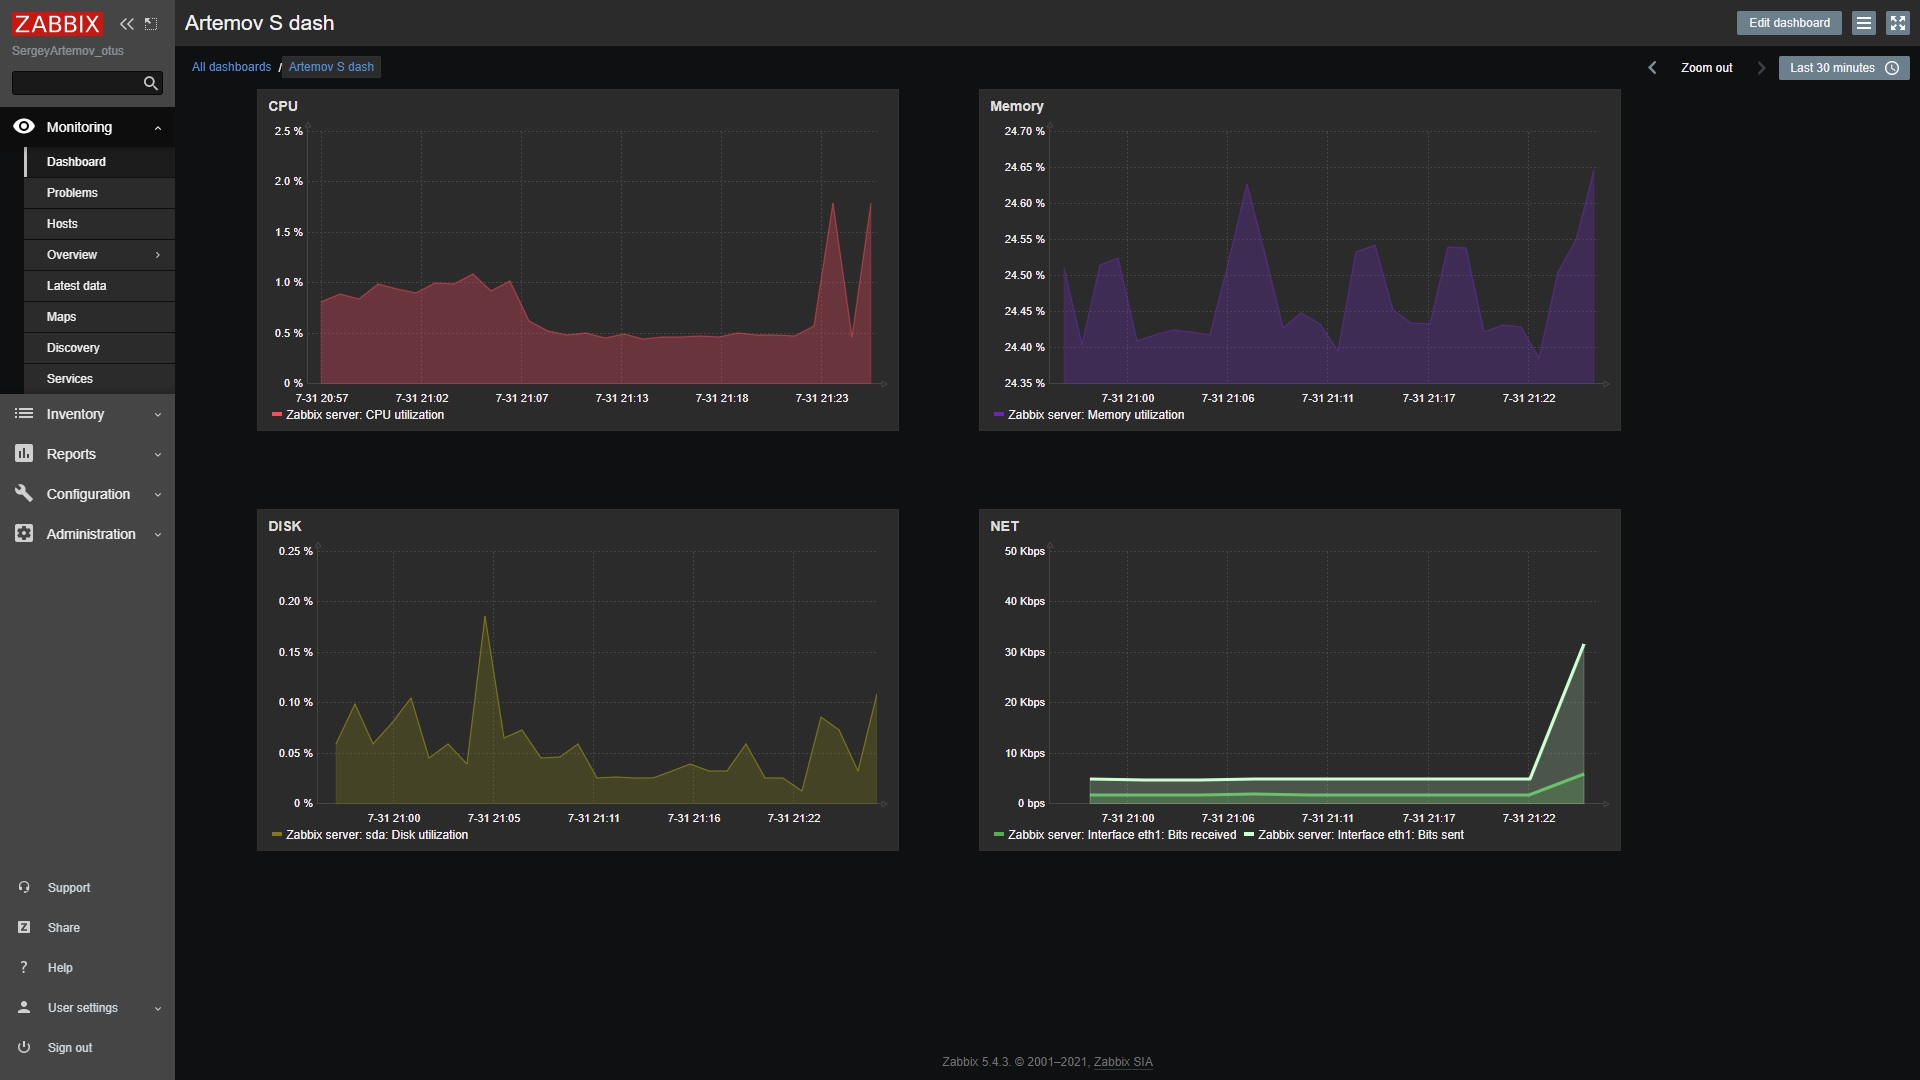 ZABBIX
SergeyArtemov_otus
Monitoring
Dashboard
Problems
Hosts
Overview
Latest data
Maps
Discovery
Services
Inventory
Reports
Configuration
Administration
Support
Z Share
? Help
User settings
Sign out
Artemov S dash
Edit dashboard
All dashboards / Artemov S dash
Zoom out
Last 30 minutes
CPU
2.5 %
2.0 %
1.5 %
1.0 %
0.5 %
0 %
7-31 20:57 7-31 21:02 7-31 21:07 7-31 21:13 7-31 21:18 7-31 21:23
Zabbix server: CPU utilization
Memory
24.70 %
24.65 %
24.60 %
24.55 %
24.50 %
24.45 %
24.40 %
24.35 %
7-31 21:00 7-31 21:06 7-31 21:11 7-31 21:17 7-31 21:22
Zabbix server: Memory utilization
DISK
0.25 %
0.20 %
0.15 %
0.10 %
0.05 %
0 %
7-31 21:00 7-31 21:05 7-31 21:11 7-31 21:16 7-31 21:22
Zabbix server: sda: Disk utilization
NET
50 Kbps
40 Kbps
30 Kbps
20 Kbps
10 Kbps
0 bps
7-31 21:00 7-31 21:06 7-31 21:11 7-31 21:17 7-31 21:22
Zabbix server: Interface eth1: Bits received Zabbix server: Interface eth1: Bits sent
Zabbix 5.4.3. © 2001–2021, Zabbix SIA